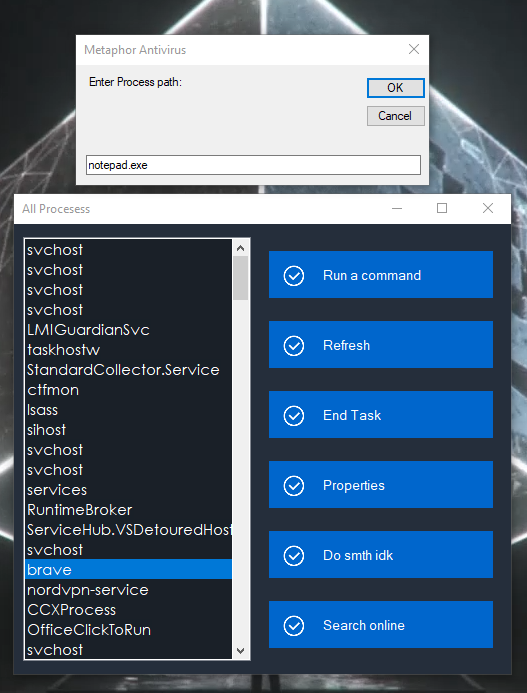 Metaphor Antivirus
Enter Process path:
OK
Cancel
notepad.exe
All Procesess
svchost
svchost
svchost
svchost
LMIGuardianSvc
taskhostw
StandardCollector.Service
ctfmon
lsass
sihost
svchost
svchost
services
RuntimeBroker
ServiceHub.VSDetouredHost
svchost
brave
nordvpn-service
CCXProcess
OfficeClickToRun
svchost
Run a command
Refresh
End Task
Properties
Do smth idk
Search online